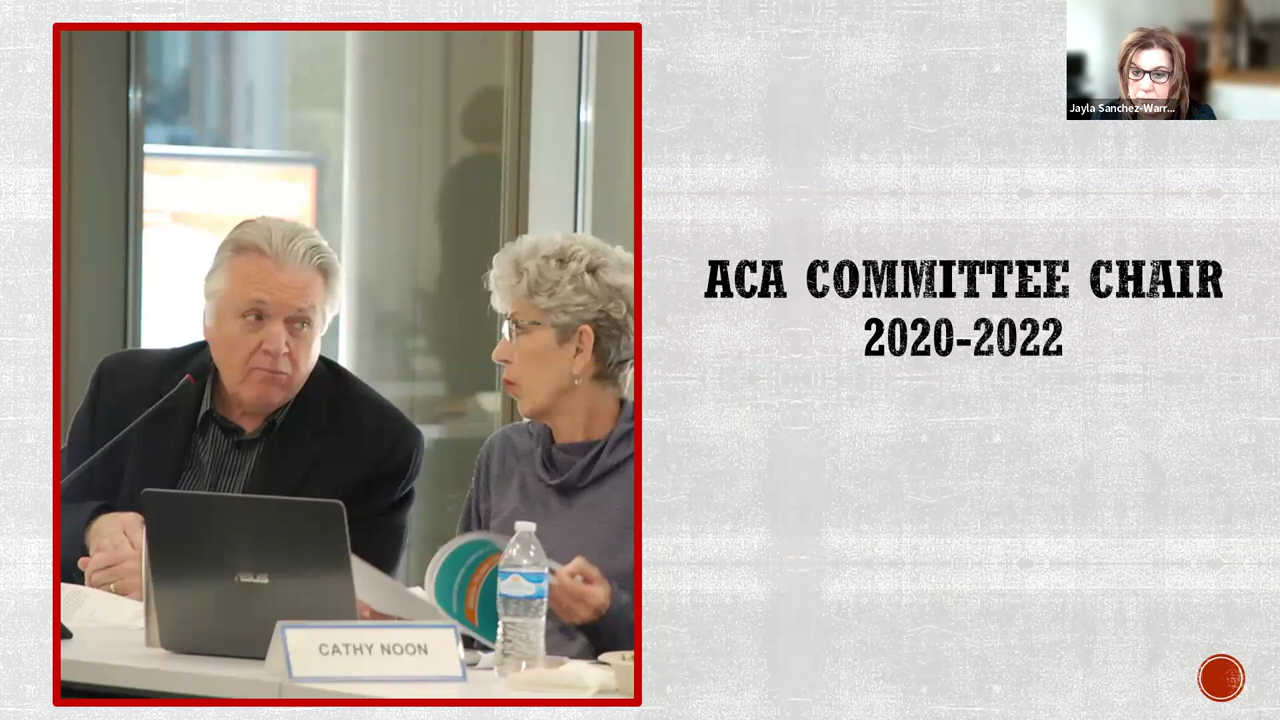 Jayla Sanchez-Warr...
ACA COMMITTEE CHAIR
2020-2022
ASUS
CATHY NOON